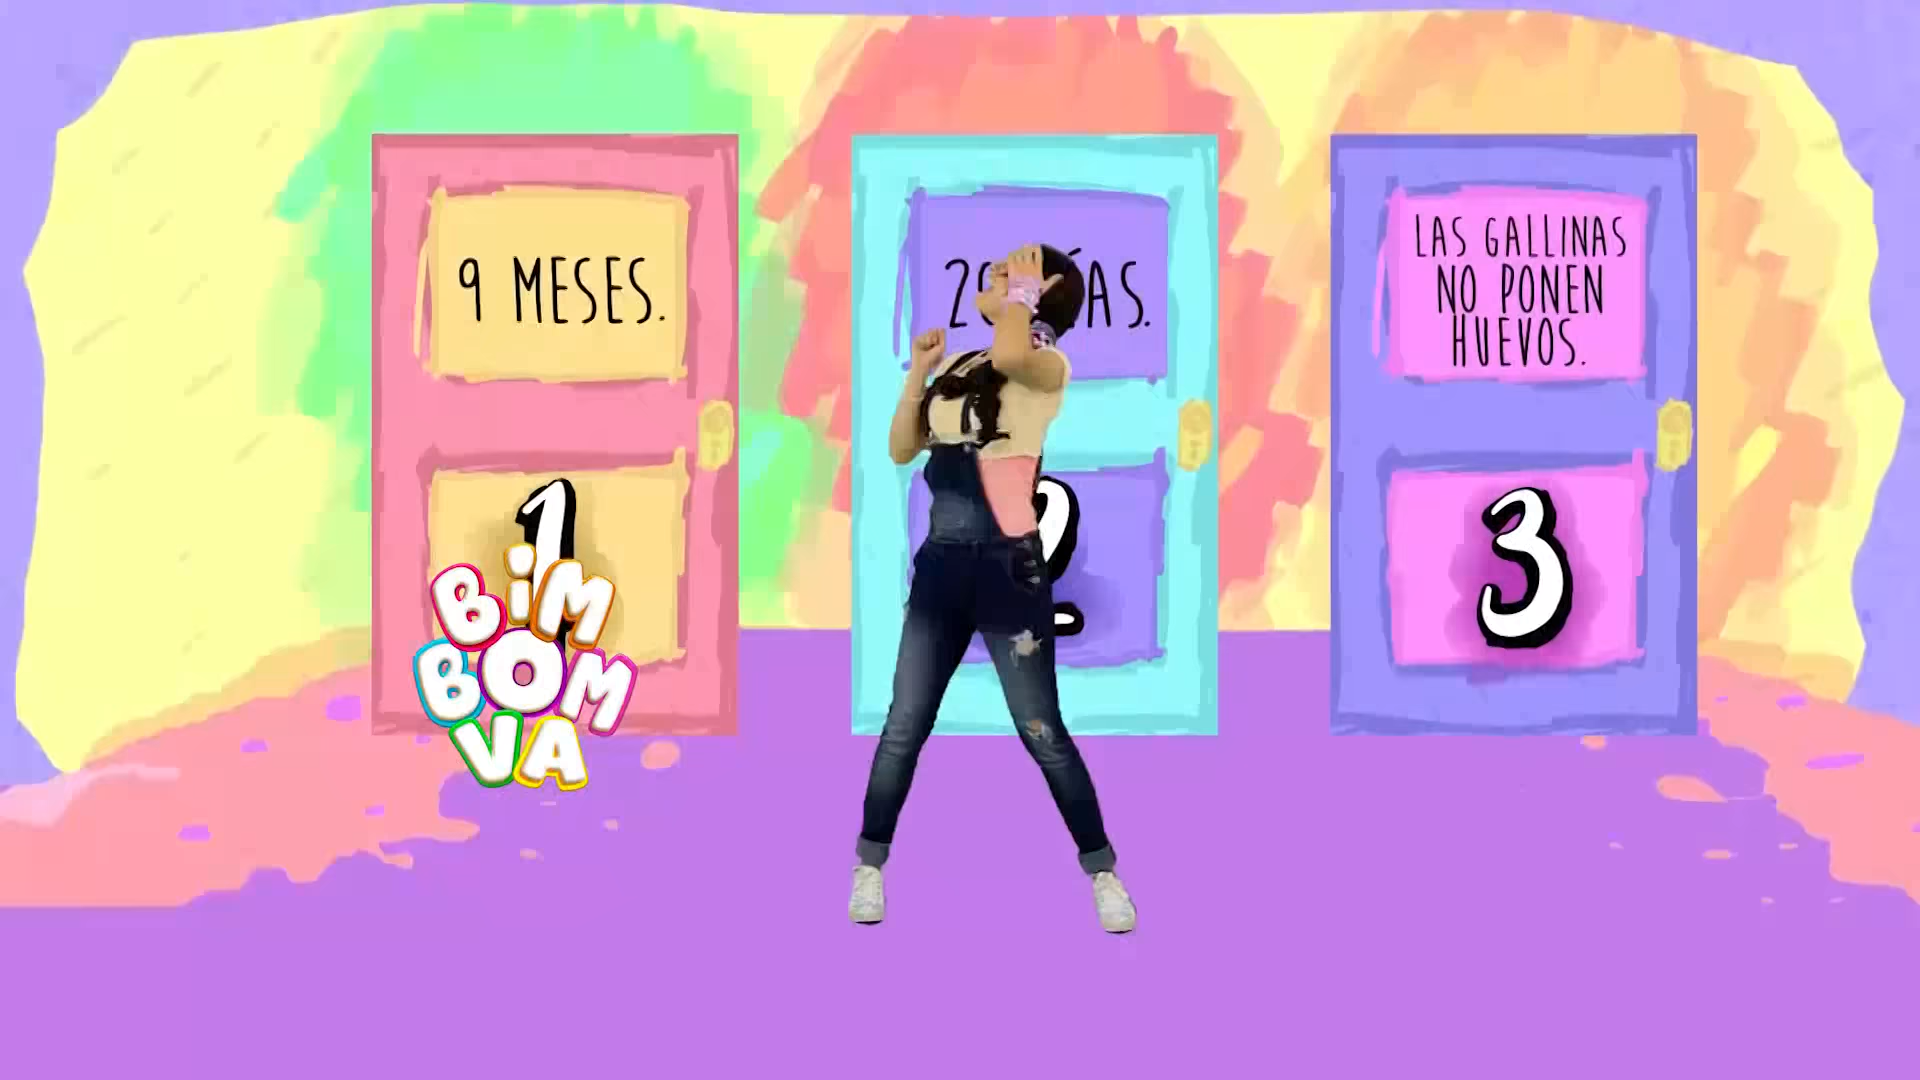 9 MESES.
LAS GALLINAS
NO PONEN
HUEVOS.
1
3
BiM
BOM
VA